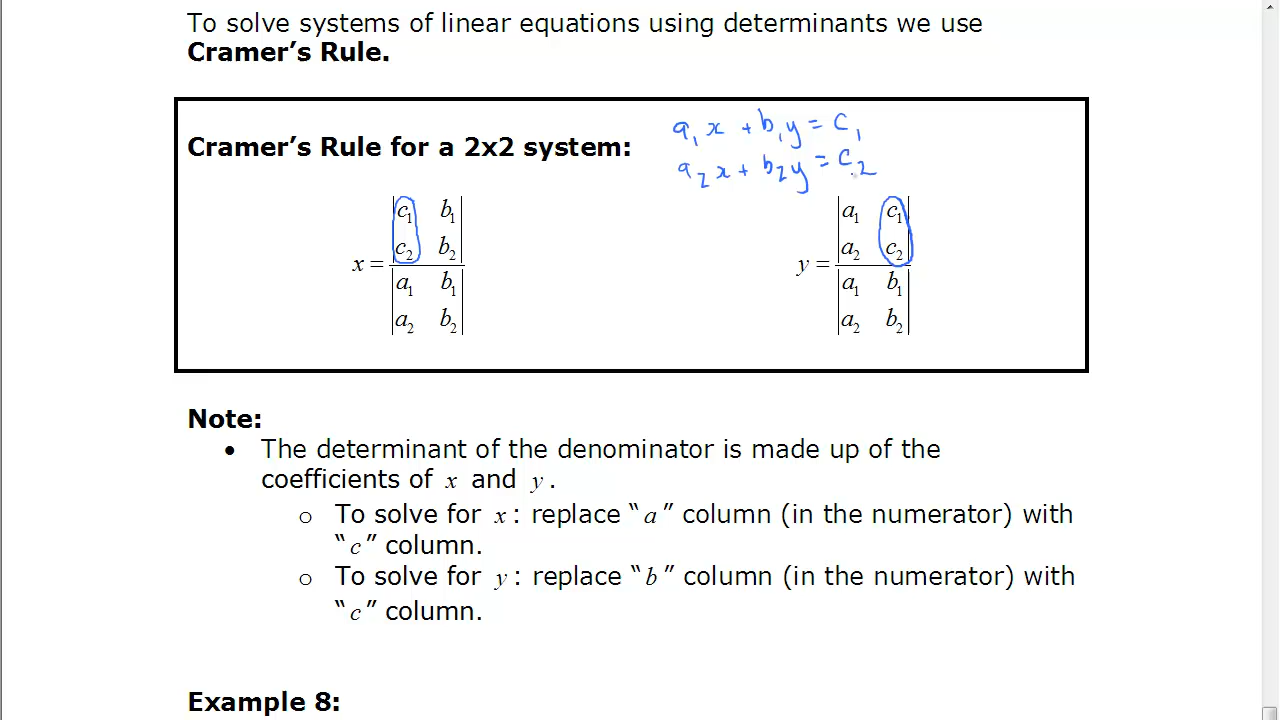 To solve systems of linear equations using determinants we use
Cramer's Rule.
a₁x + b₁y = c₁
Cramer's Rule for a 2x2 system:
a₂x + b₂y = c₂
x = |c₁ b₁; c₂ b₂| / |a₁ b₁; a₂ b₂|
y = |a₁ c₁; a₂ c₂| / |a₁ b₁; a₂ b₂|
Note:
• The determinant of the denominator is made up of the
coefficients of x and y.
o To solve for x: replace "a" column (in the numerator) with
"c" column.
o To solve for y: replace "b" column (in the numerator) with
"c" column.
Example 8: